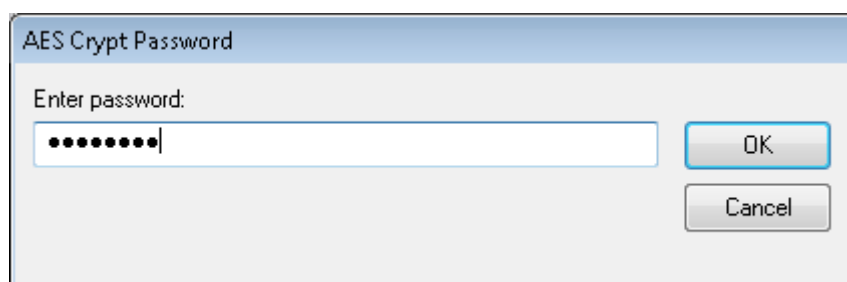 AES Crypt Password
Enter password:
●●●●●●●●
OK
Cancel